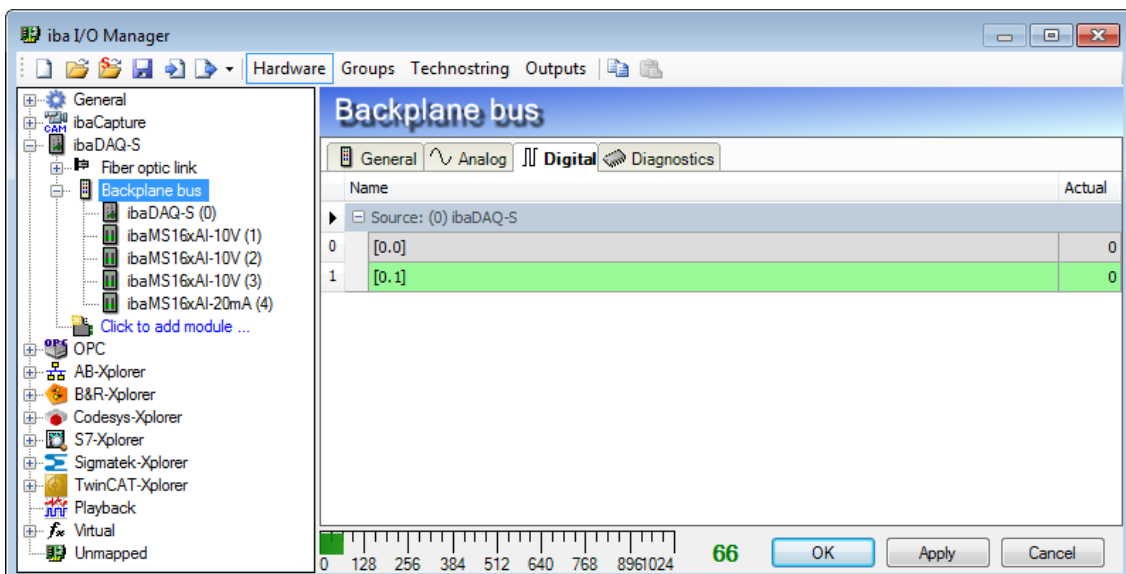 iba I/O Manager
Hardware Groups Technostring Outputs
General
ibaCapture
CAM
ibaDAQ-S
Fiber optic link
Backplane bus
ibaDAQ-S (0)
ibaMS16xAI-10V (1)
ibaMS16xAI-10V (2)
ibaMS16xAI-10V (3)
ibaMS16xAI-20mA (4)
Click to add module ...
OPC
OPC
AB-Xplorer
B&R-Xplorer
Codesys-Xplorer
S7-Xplorer
Sigmatek-Xplorer
TwinCAT-Xplorer
Playback
fx Virtual
Unmapped
Backplane bus
General Analog Digital Diagnostics
Name Actual
Source: (0) ibaDAQ-S
0 [0.0] 0
1 [0.1] 0
0 128 256 384 512 640 768 896 1024
66 OK Apply Cancel